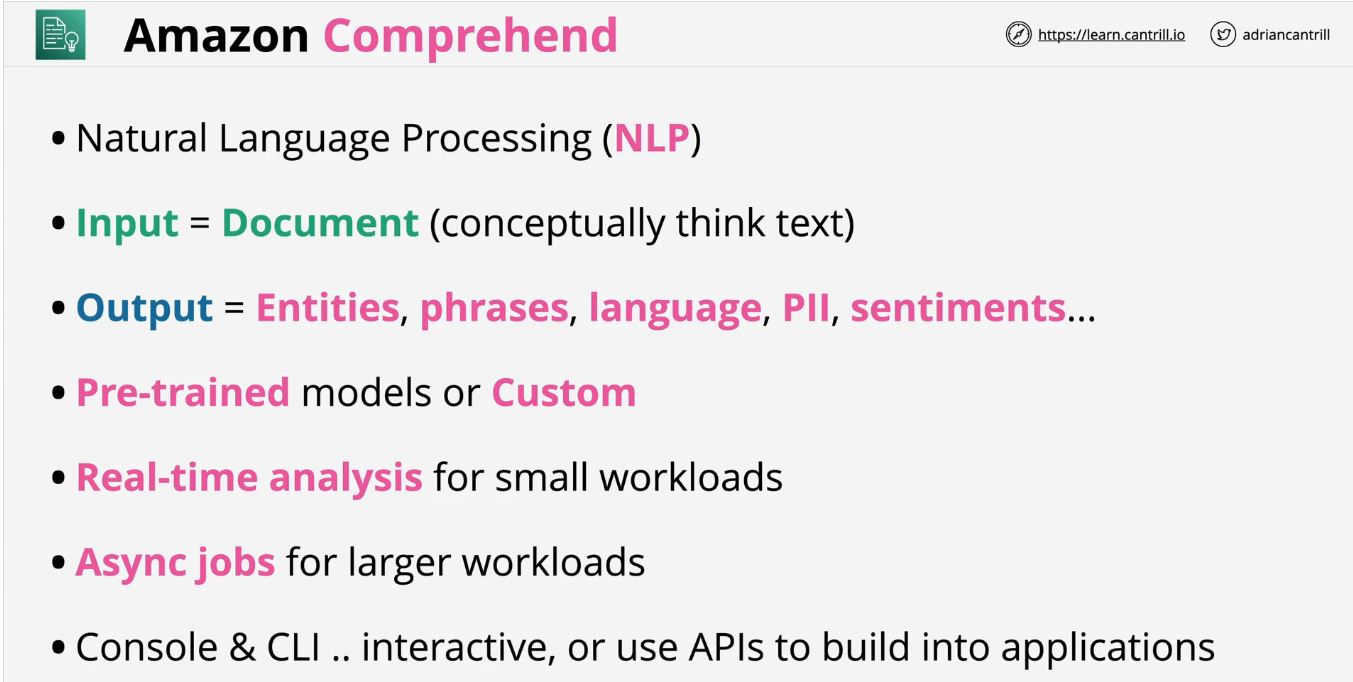 Amazon Comprehend
https://learn.cantrill.io
adriancantrill
• Natural Language Processing (NLP)
• Input = Document (conceptually think text)
• Output = Entities, phrases, language, PII, sentiments...
• Pre-trained models or Custom
• Real-time analysis for small workloads
• Async jobs for larger workloads
• Console & CLI .. interactive, or use APIs to build into applications